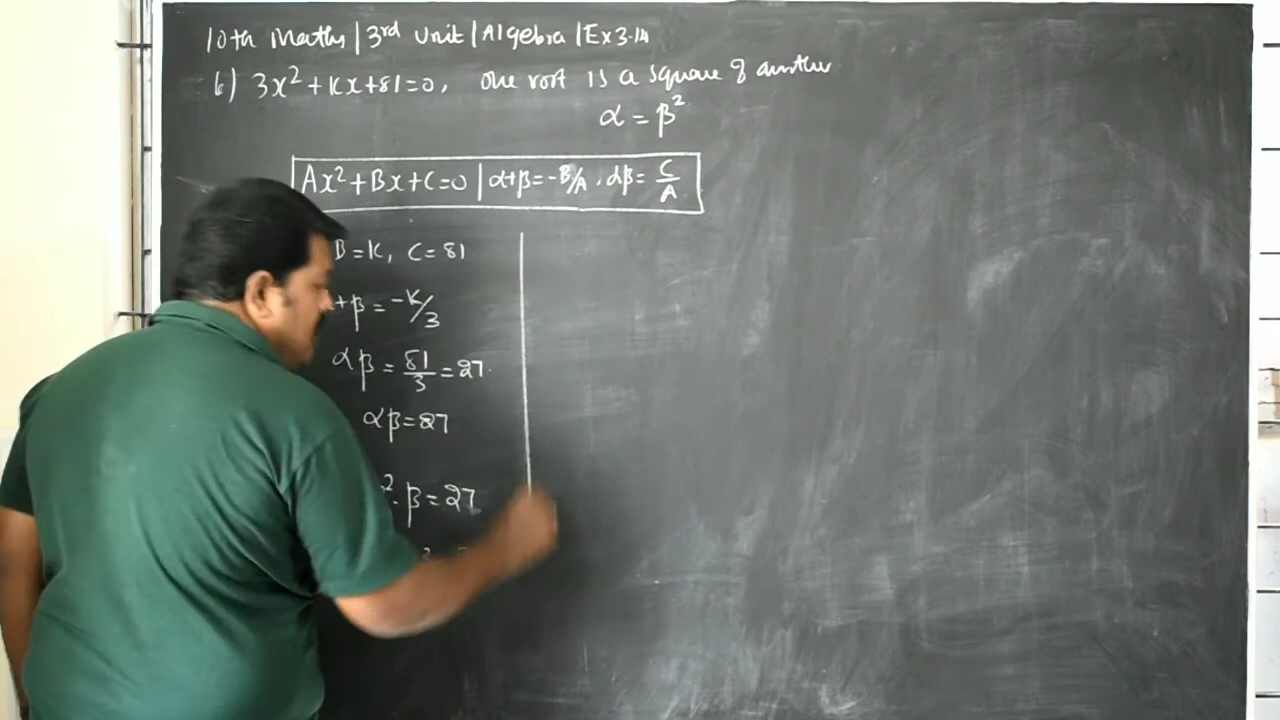 10th Maths | 3rd Unit | Algebra | Ex 3.14
6) 3x² + kx + 81 = 0, one root is a square of another
α = β²
Ax² + Bx + C = 0 | α+β = -B/A, αβ = C/A
B = K, C = 81
+β = -K/3
αβ = 81/3 = 27
αβ = 27
². β = 27